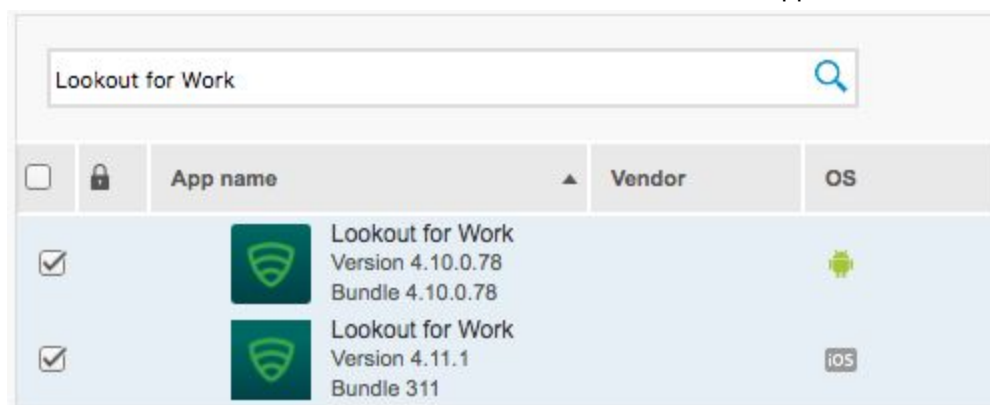 Lookout for Work
App name Vendor OS
Lookout for Work
Version 4.10.0.78
Bundle 4.10.0.78
Lookout for Work
Version 4.11.1
iOS
Bundle 311